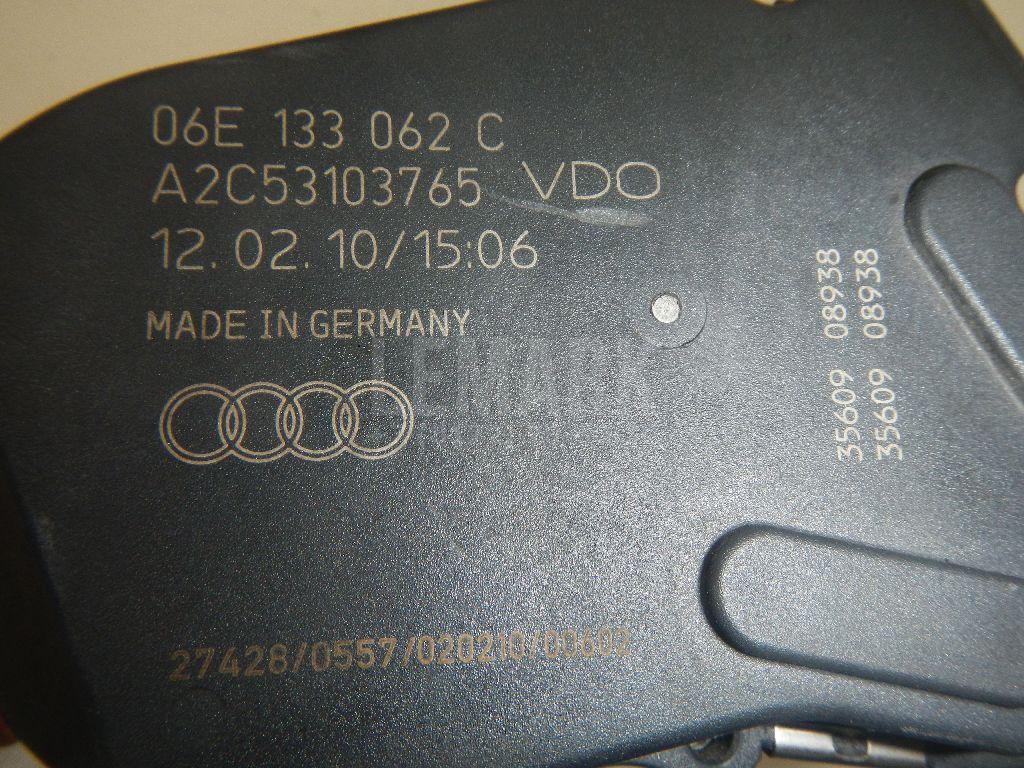 06E 133 062 C
A2C53103765 VDO
12.02.10/15:06
MADE IN GERMANY
35609 08938
35609 08938
27428/0557/020210/00602